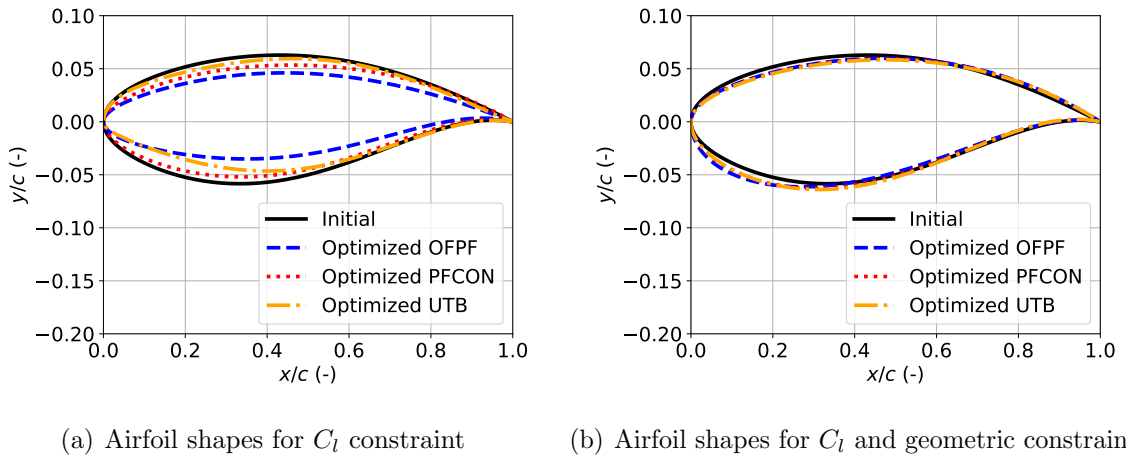 0.10
0.05
0.00
−0.05
−0.10
−0.15
−0.20
y/c (-)
0.0 0.2 0.4 0.6 0.8 1.0
x/c (-)
Initial
Optimized OFPF
Optimized PFCON
Optimized UTB
(a) Airfoil shapes for Cl constraint
0.10
0.05
0.00
−0.05
−0.10
−0.15
−0.20
y/c (-)
0.0 0.2 0.4 0.6 0.8 1.0
x/c (-)
Initial
Optimized OFPF
Optimized PFCON
Optimized UTB
(b) Airfoil shapes for Cl and geometric constrain